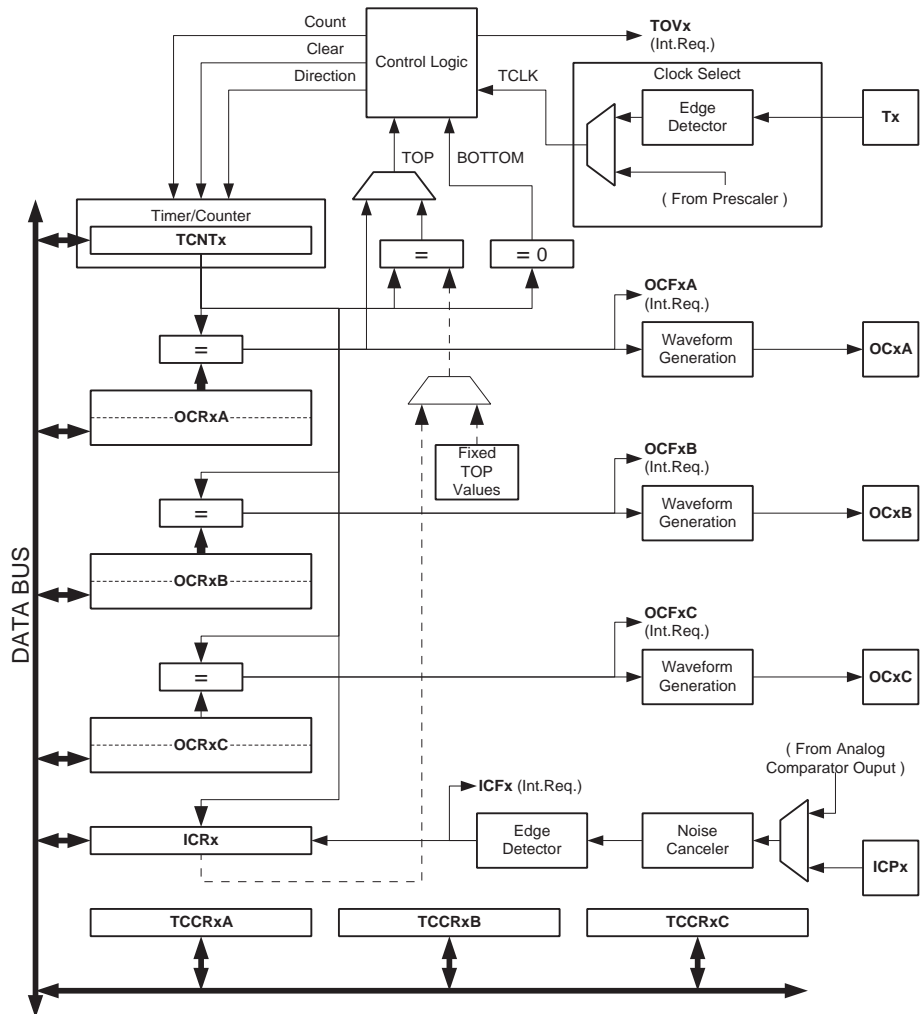 Count
Clear
Direction
Control Logic
TOVx
(Int.Req.)
TCLK
Clock Select
Edge
Detector
Tx
( From Prescaler )
TOP
BOTTOM
Timer/Counter
TCNTx
=
= 0
=
OCRxA
OCFxA
(Int.Req.)
Waveform
Generation
OCxA
Fixed
TOP
Values
=
OCRxB
OCFxB
(Int.Req.)
Waveform
Generation
OCxB
DATA BUS
=
OCRxC
OCFxC
(Int.Req.)
Waveform
Generation
OCxC
( From Analog
Comparator Ouput )
ICFx (Int.Req.)
ICRx
Edge
Detector
Noise
Canceler
ICPx
TCCRxA
TCCRxB
TCCRxC